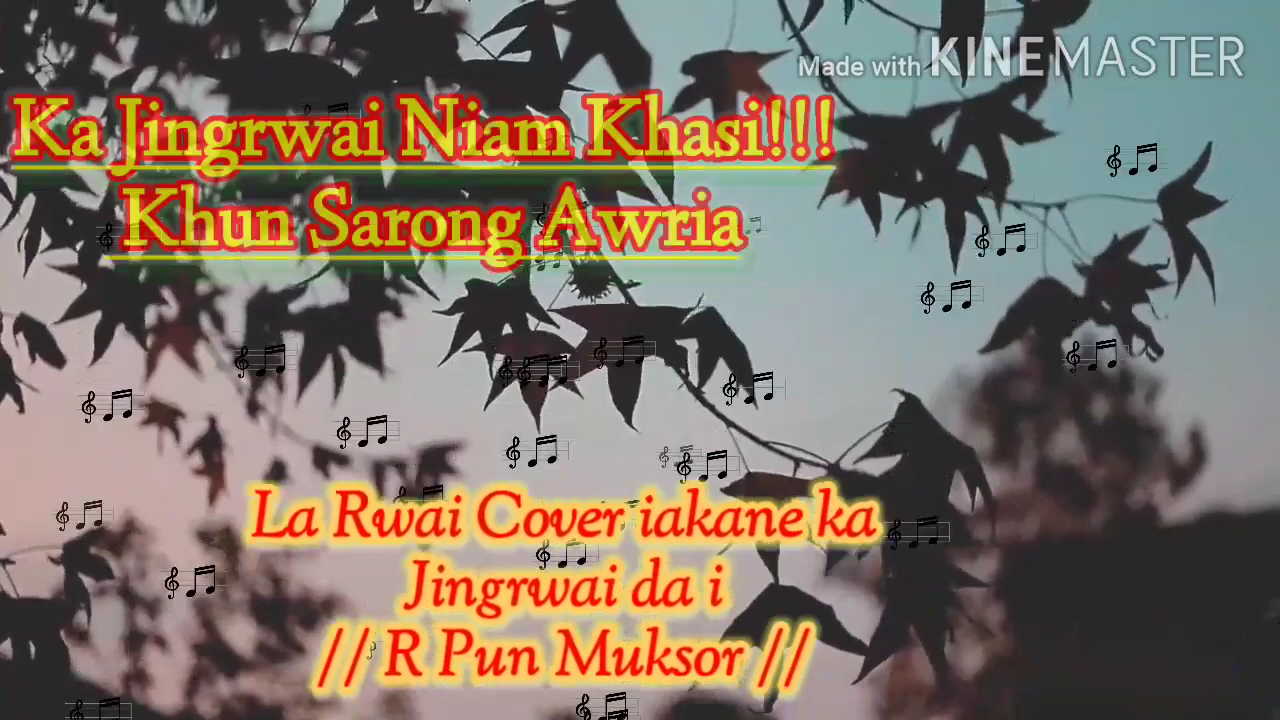 Made with KINEMASTER
Ka Jingrwai Niam Khasi!!!
Khun Sarong Awria
La Rwai Cover iakane ka
Jingrwai da i
// R Pun Muksor //